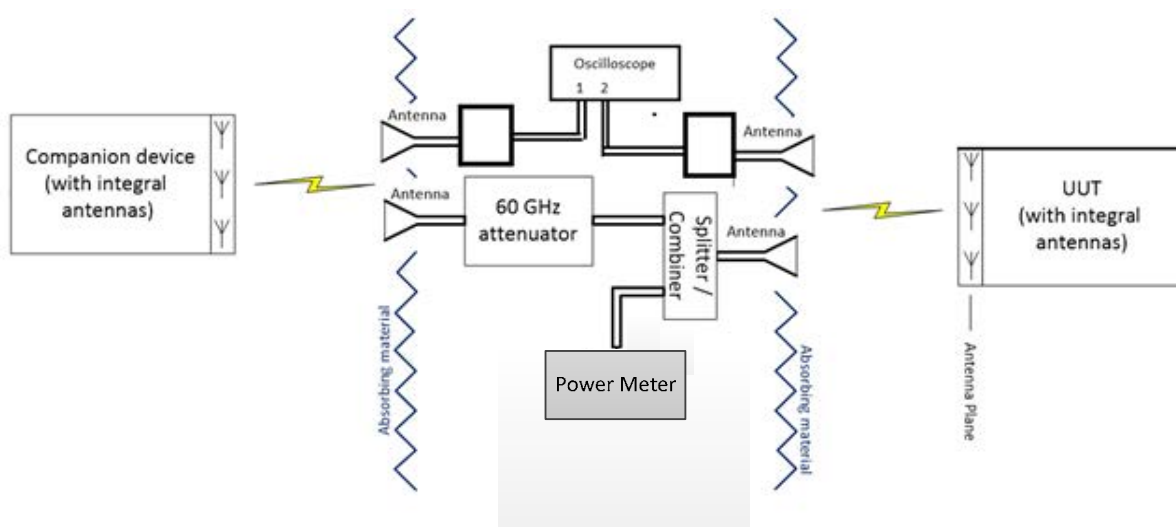 Oscilloscope
1 2
Antenna
Antenna
Companion device
(with integral
antennas)
UUT
(with integral
antennas)
Antenna
60 GHz
attenuator
Splitter /
Combiner
Antenna
Absorbing material
Power Meter
Absorbing material
Antenna Plane